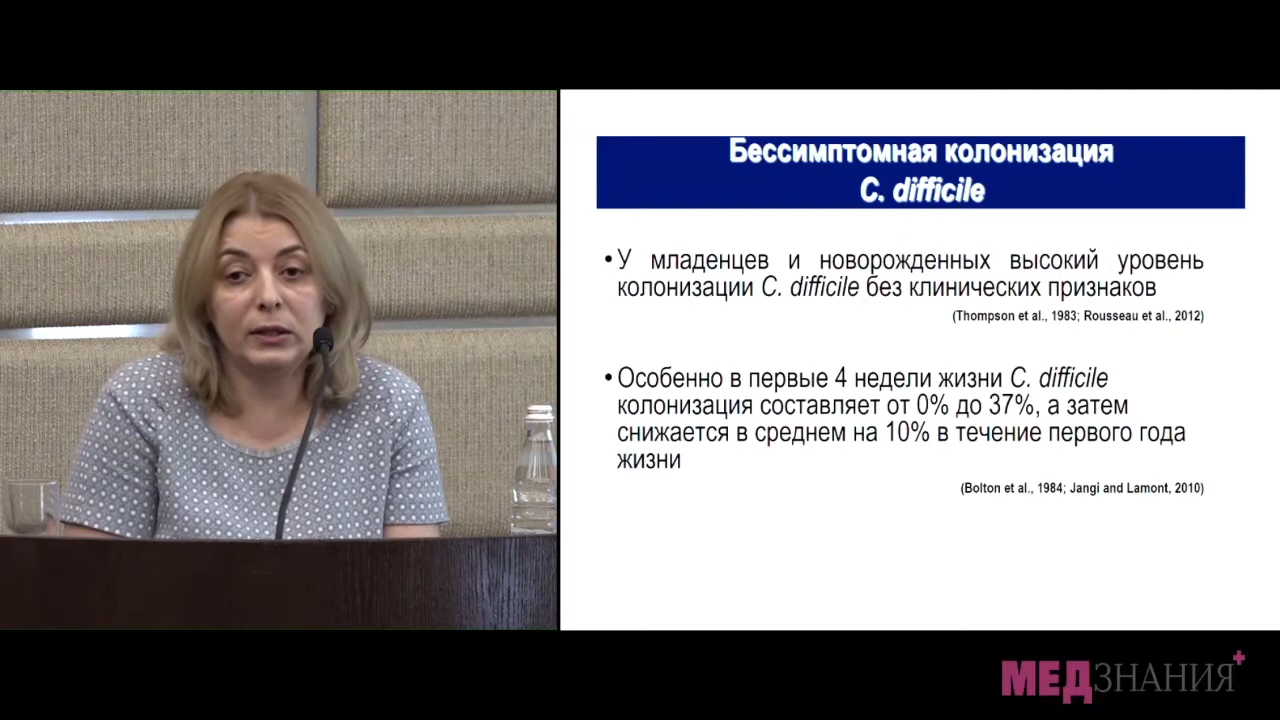 Бессимптомная колонизация
C. difficile
•У младенцев и новорожденных высокий уровень
колонизации C. difficile без клинических признаков
(Thompson et al., 1983; Rousseau et al., 2012)
•Особенно в первые 4 недели жизни C. difficile
колонизация составляет от 0% до 37%, а затем
снижается в среднем на 10% в течение первого года
жизни
(Bolton et al., 1984; Jangi and Lamont, 2010)
МЕДЗНАНИЯ+